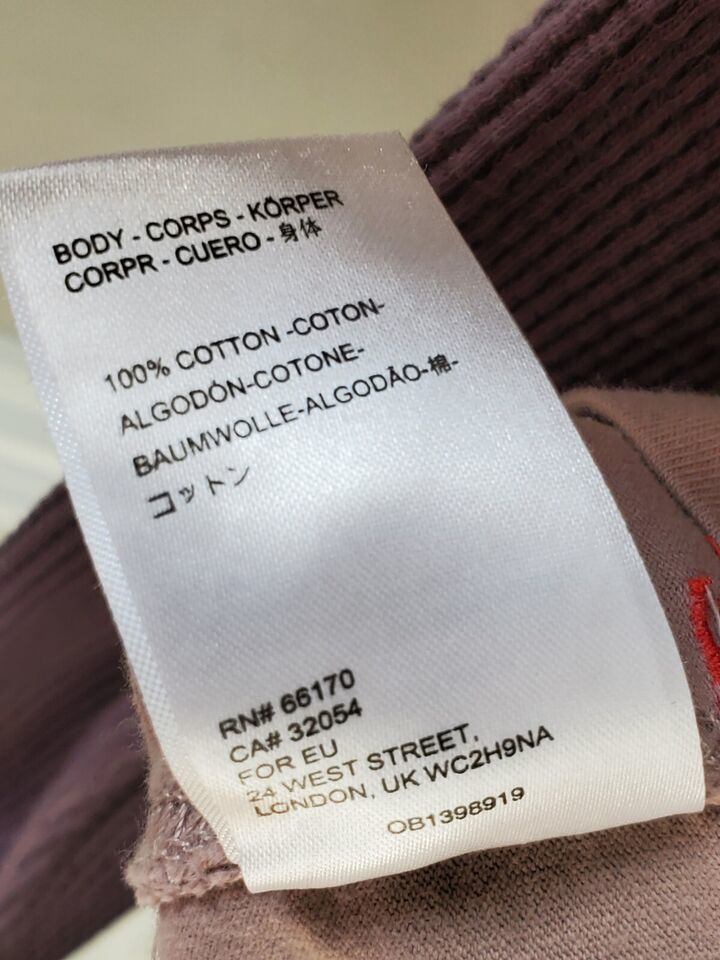 BODY - CORPS - KÖRPER
CORPR - CUERO - 身体
100% COTTON -COTON-
ALGODÓN-COTONE-
BAUMWOLLE-ALGODÃO-棉-
コットン
RN# 66170
CA# 32054
FOR EU
24 WEST STREET,
LONDON, UK WC2H9NA
OB1398919